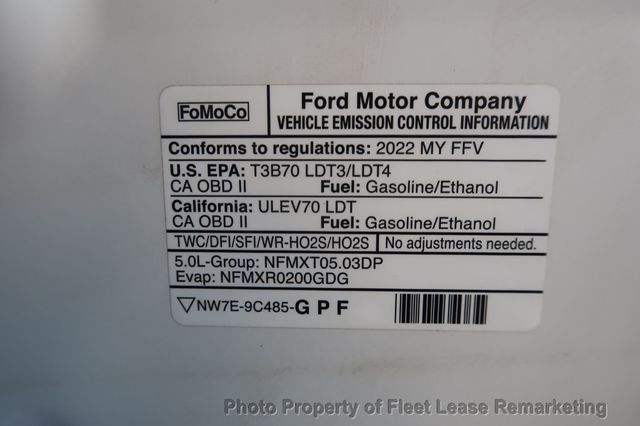 FoMoCo
Ford Motor Company
VEHICLE EMISSION CONTROL INFORMATION
Conforms to regulations: 2022 MY FFV
U.S. EPA: T3B70 LDT3/LDT4
CA OBD II Fuel: Gasoline/Ethanol
California: ULEV70 LDT
CA OBD II Fuel: Gasoline/Ethanol
TWC/DFI/SFI/WR-HO2S/HO2S No adjustments needed.
5.0L-Group: NFMXT05.03DP
Evap: NFMXR0200GDG
NW7E-9C485-G P F
Photo Property of Fleet Lease Remarketing